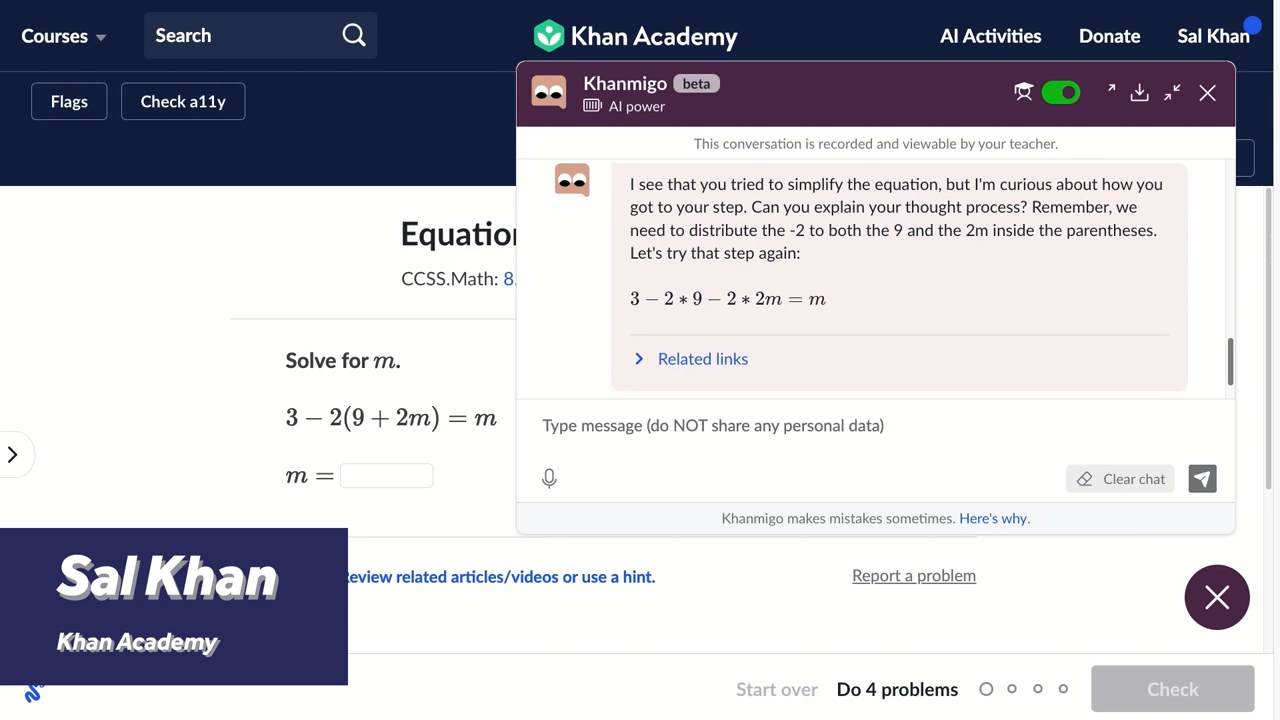 Courses
Search
Khan Academy
AI Activities
Donate
Sal Khan
Flags
Check a11y
Khanmigo beta
AI power
This conversation is recorded and viewable by your teacher.
I see that you tried to simplify the equation, but I'm curious about how you
got to your step. Can you explain your thought process? Remember, we
need to distribute the -2 to both the 9 and the 2m inside the parentheses.
Let's try that step again:
3 − 2 ∗ 9 − 2 ∗ 2m = m
Related links
Type message (do NOT share any personal data)
Clear chat
Khanmigo makes mistakes sometimes. Here's why.
CCSS.Math: 8.
Solve for m.
3 − 2(9 + 2m) = m
m =
Sal Khan
Khan Academy
Review related articles/videos or use a hint.
Report a problem
Start over
Do 4 problems
Check